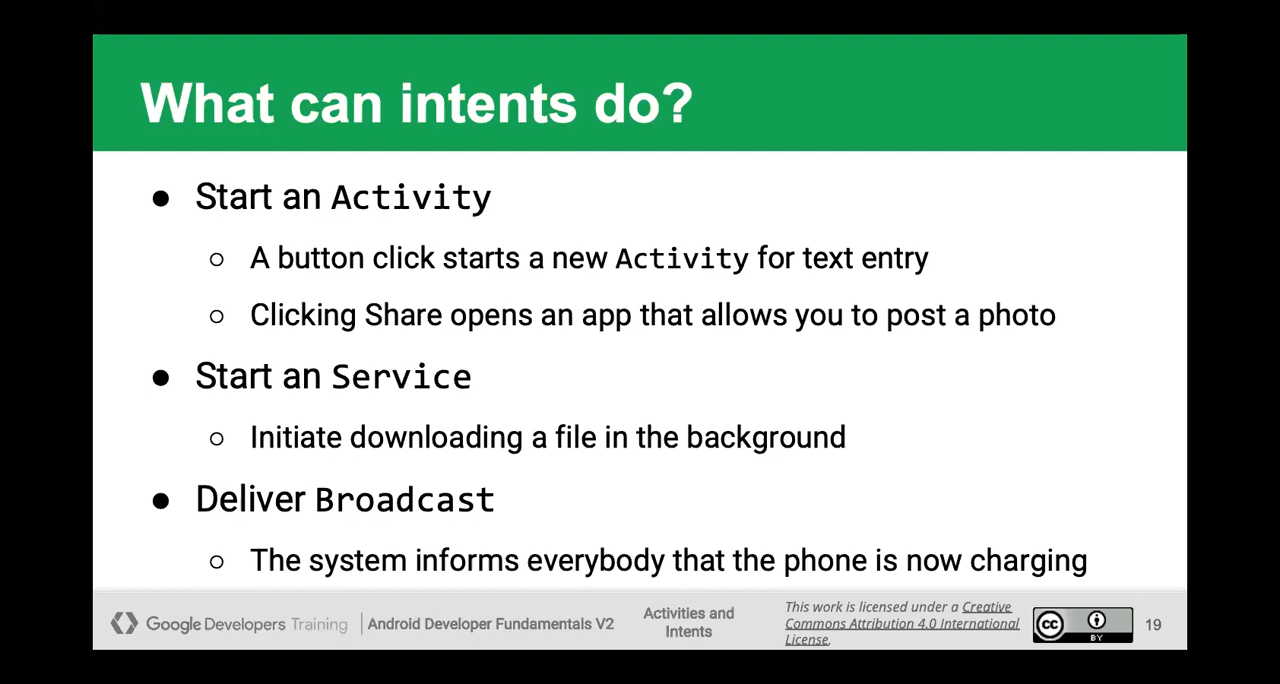 What can intents do?
● Start an Activity
○ A button click starts a new Activity for text entry
○ Clicking Share opens an app that allows you to post a photo
● Start an Service
○ Initiate downloading a file in the background
● Deliver Broadcast
○ The system informs everybody that the phone is now charging
Google Developers Training
Android Developer Fundamentals V2
Activities and
Intents
This work is licensed under a Creative
Commons Attribution 4.0 International
License.
cc
BY
19